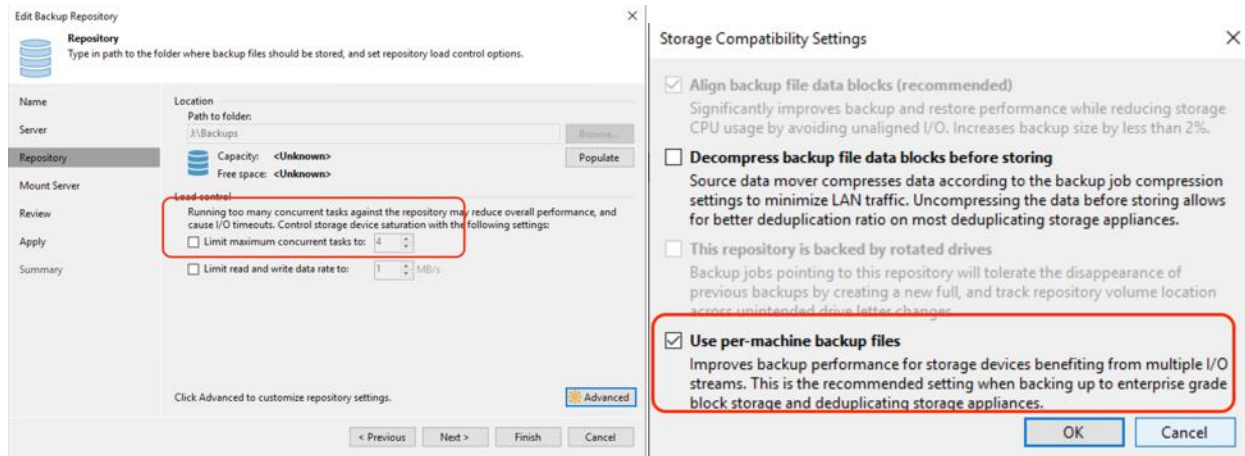 Edit Backup Repository
Repository
Type in path to the folder where backup files should be stored, and set repository load control options.
Name
Server
Repository
Mount Server
Review
Apply
Summary
Location
Path to folder:
J:\Backups
Browse...
Capacity: <Unknown>
Free space: <Unknown>
Populate
Load control
Running too many concurrent tasks against the repository may reduce overall performance, and
cause I/O timeouts. Control storage device saturation with the following settings:
Limit maximum concurrent tasks to: 4
Limit read and write data rate to: 1 MB/s
Click Advanced to customize repository settings.
Advanced
< Previous
Next >
Finish
Cancel
Storage Compatibility Settings
Align backup file data blocks (recommended)
Significantly improves backup and restore performance while reducing storage
CPU usage by avoiding unaligned I/O. Increases backup size by less than 2%.
Decompress backup file data blocks before storing
Source data mover compresses data according to the backup job compression
settings to minimize LAN traffic. Uncompressing the data before storing allows
for better deduplication ratio on most deduplicating storage appliances.
This repository is backed by rotated drives
Backup jobs pointing to this repository will tolerate the disappearance of
previous backups by creating a new full, and track repository volume location
across unintended drive letter changes.
Use per-machine backup files
Improves backup performance for storage devices benefiting from multiple I/O
streams. This is the recommended setting when backing up to enterprise grade
block storage and deduplicating storage appliances.
OK
Cancel